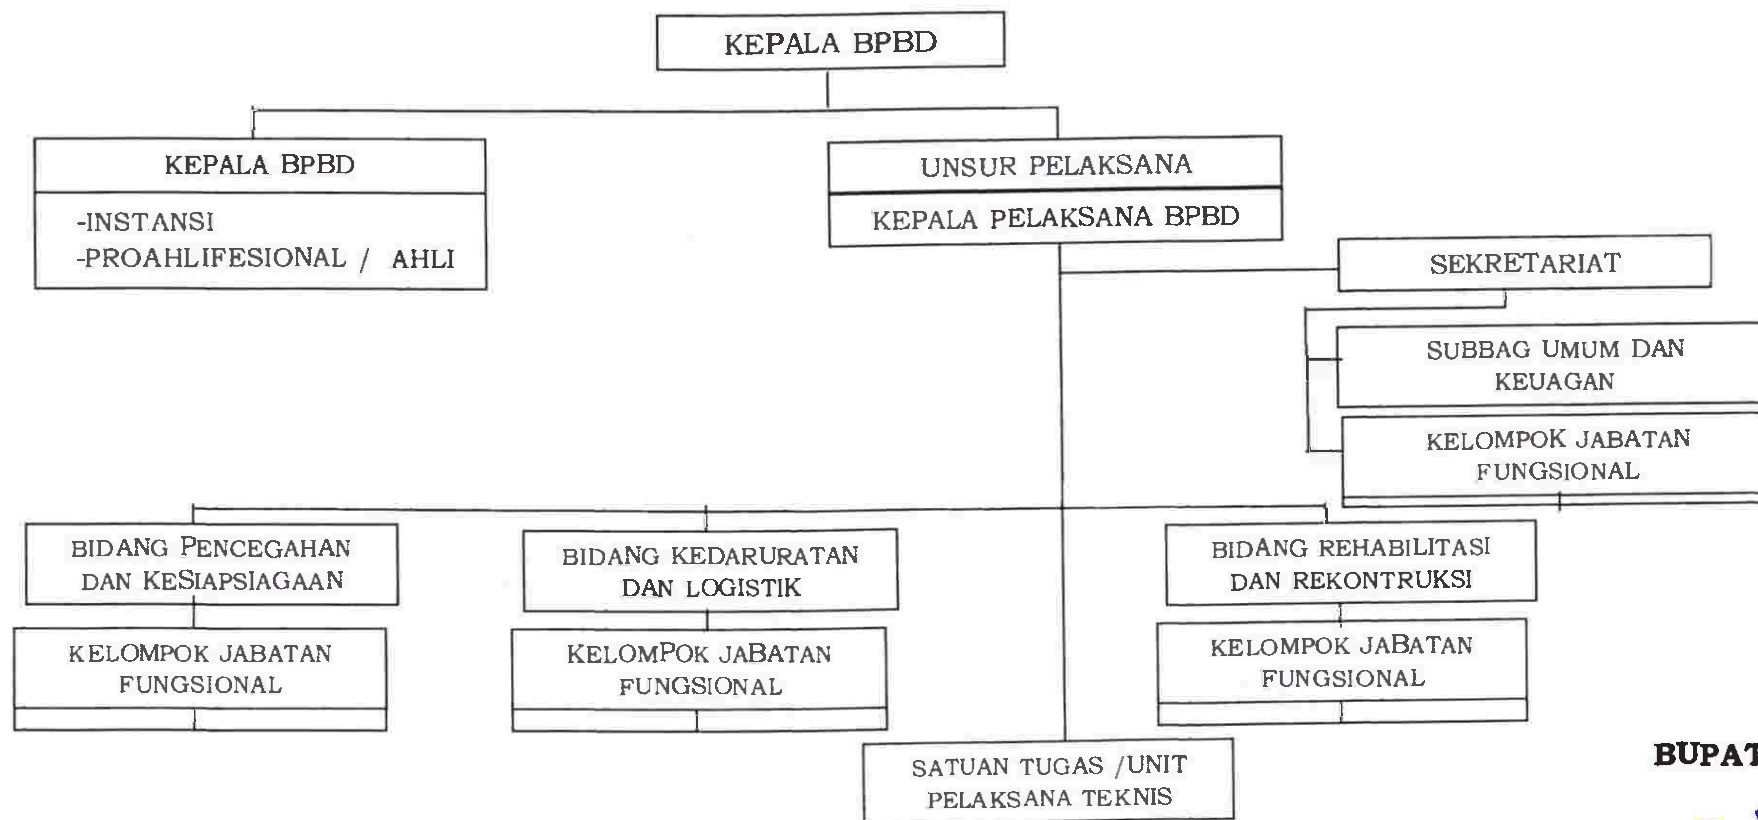 KEPALA BPBD
KEPALA BPBD
-INSTANSI
-PROAHLIFESIONAL / AHLI
UNSUR PELAKSANA
KEPALA PELAKSANA BPBD
SEKRETARIAT
SUBBAG UMUM DAN
KEUAGAN
KELOMPOK JABATAN
FUNGSIONAL
BIDANG PENCEGAHAN
DAN KESIAPSIAGAAN
KELOMPOK JABATAN
FUNGSIONAL
BIDANG KEDARURATAN
DAN LOGISTIK
KELOMPOK JABATAN
FUNGSIONAL
BIDANG REHABILITASI
DAN REKONTRUKSI
KELOMPOK JABATAN
FUNGSIONAL
SATUAN TUGAS /UNIT
PELAKSANA TEKNIS
BUPAT